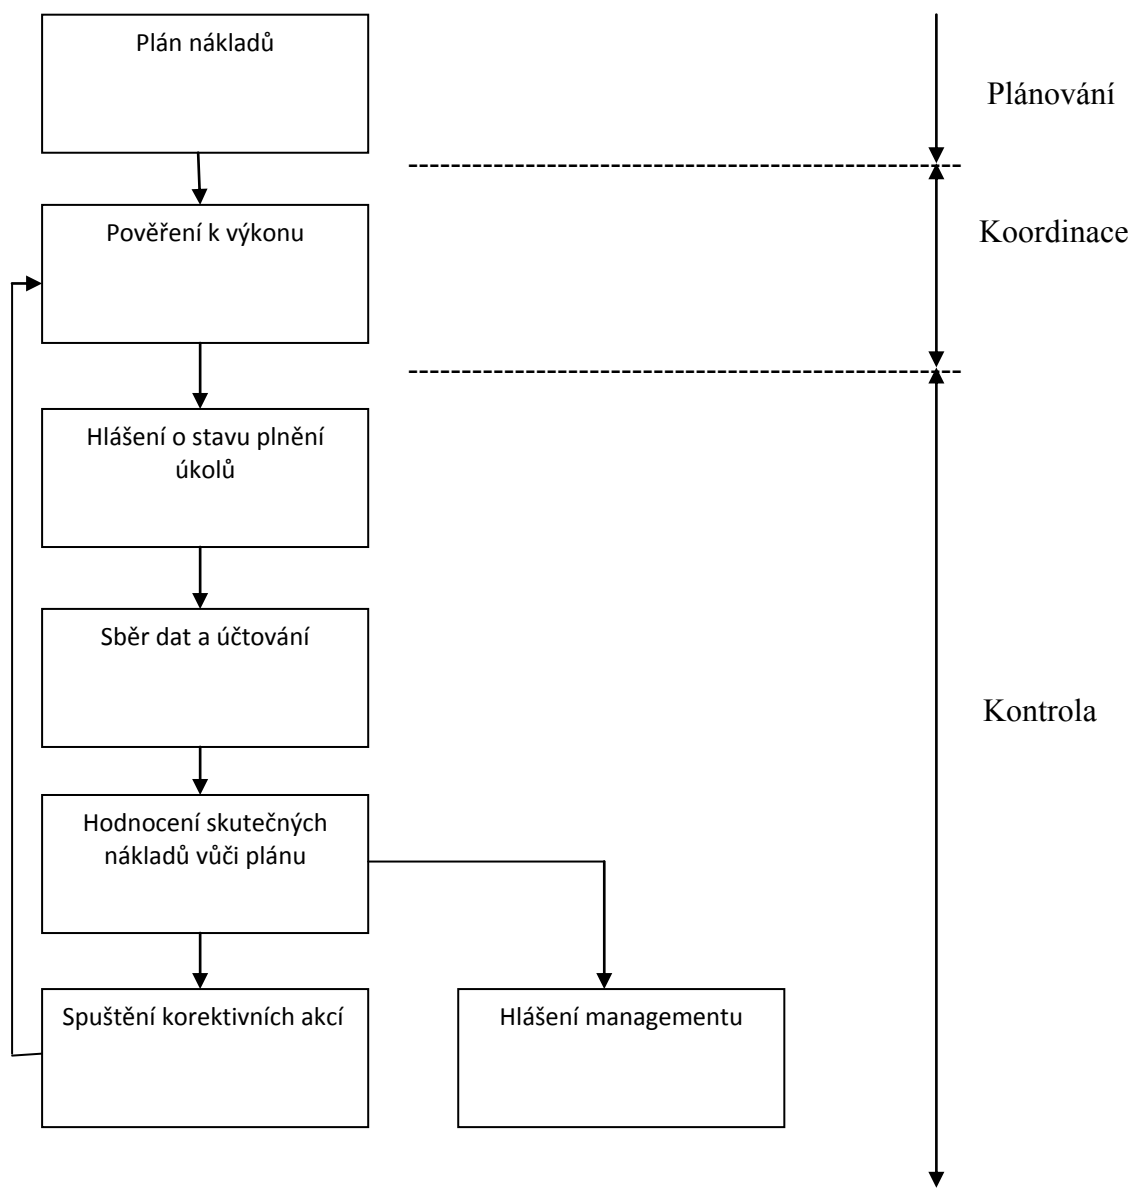 Plán nákladů
Plánování
Pověření k výkonu
Koordinace
Hlášení o stavu plnění
úkolů
Sběr dat a účtování
Kontrola
Hodnocení skutečných
nákladů vůči plánu
Spuštění korektivních akcí
Hlášení managementu